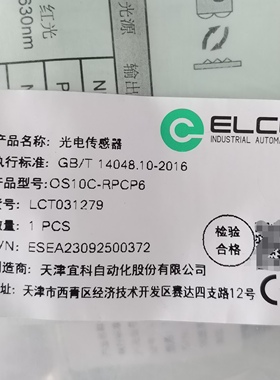 红光
630nm
光源
输出
ELC
INDUSTRIAL AUTOMA
产品名称: 光电传感器
执行标准: GB/T 14048.10-2016
产品型号:OS10C-RPCP6
号: LCT031279
数量: 1 PCS
/N: ESEA23092500372
制造商: 天津宜科自动化股份有限公司
址: 天津市西青区经济技术开发区赛达四支路12号
检验
合格